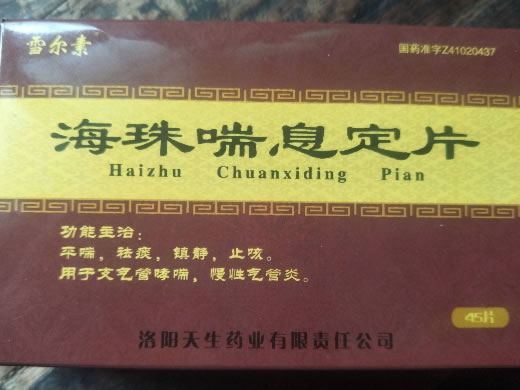 雪尔素
国药准字Z41020437
海珠喘息定片
Haizhu Chuanxiding Pian
功能主治：
平喘，祛痰，镇静，止咳。
用于支气管哮喘，慢性气管炎。
45片
洛阳天生药业有限责任公司